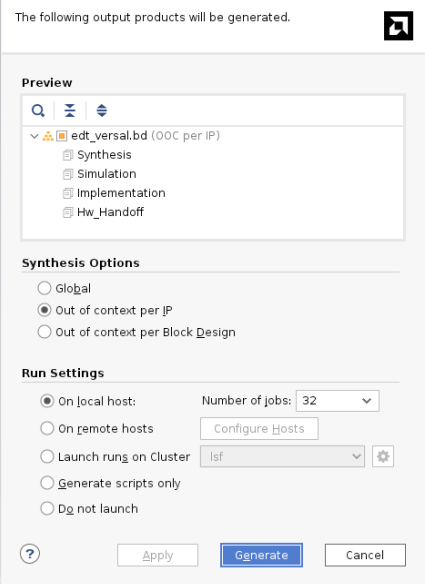 The following output products will be generated.
Preview
edt_versal.bd (OOC per IP)
Synthesis
Simulation
Implementation
Hw_Handoff
Synthesis Options
Global
Out of context per IP
Out of context per Block Design
Run Settings
On local host: Number of jobs: 32
On remote hosts Configure Hosts
Launch runs on Cluster lsf
Generate scripts only
Do not launch
? Apply Generate Cancel